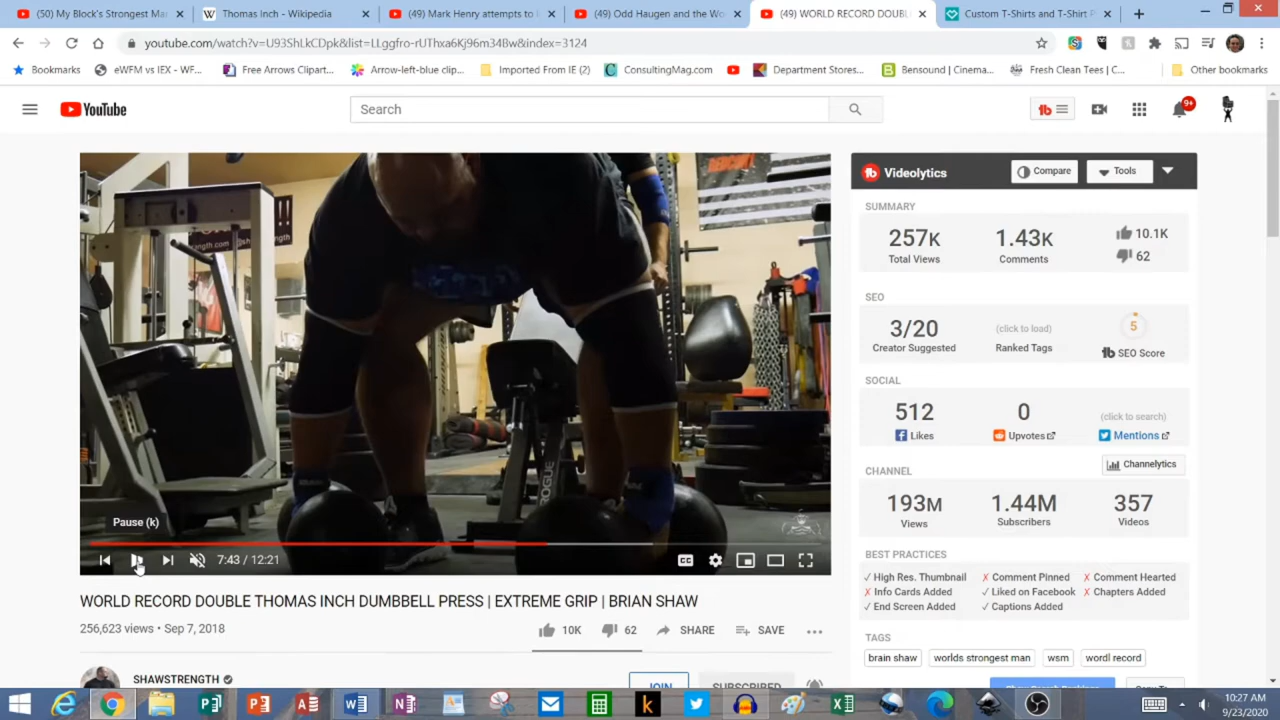 (50) My Block's Strongest Man
Thomas Inch - Wikipedia
(49) Mark Henry attempts to
(49) Odd Haugen and the Wo
(49) WORLD RECORD DOUBL
Custom T-Shirts and T-Shirt P
youtube.com/watch?v=U93ShLkCDpk&list=LLggfro-rUThxa6Kj96m34Bw&index=3124
Bookmarks
eWFM vs IEX - WF...
Free Arrows Clipart...
Arrow-left-blue clip...
Imported From IE (2)
ConsultingMag.com
Department Stores...
Bensound | Cinema...
Fresh Clean Tees | C...
Other bookmarks
YouTube
Search
9+
Pause (k)
7:43 / 12:21
CC
ROGUE
WORLD RECORD DOUBLE THOMAS INCH DUMBBELL PRESS | EXTREME GRIP | BRIAN SHAW
256,623 views • Sep 7, 2018
10K
62
SHARE
SAVE
SHAWSTRENGTH
JOIN
SUBSCRIBED
Videolytics
Compare
Tools
SUMMARY
257K
1.43K
10.1K
Total Views
Comments
62
SEO
3/20
(click to load)
5
Creator Suggested
Ranked Tags
SEO Score
SOCIAL
512
0
(click to search)
Likes
Upvotes
Mentions
Channelytics
CHANNEL
193M
1.44M
357
Views
Subscribers
Videos
BEST PRACTICES
✓ High Res. Thumbnail
✗ Comment Pinned
✗ Comment Hearted
✗ Info Cards Added
✓ Liked on Facebook
✗ Chapters Added
✓ End Screen Added
✓ Captions Added
TAGS
brain shaw
worlds strongest man
wsm
wordl record
10:27 AM
9/23/2020